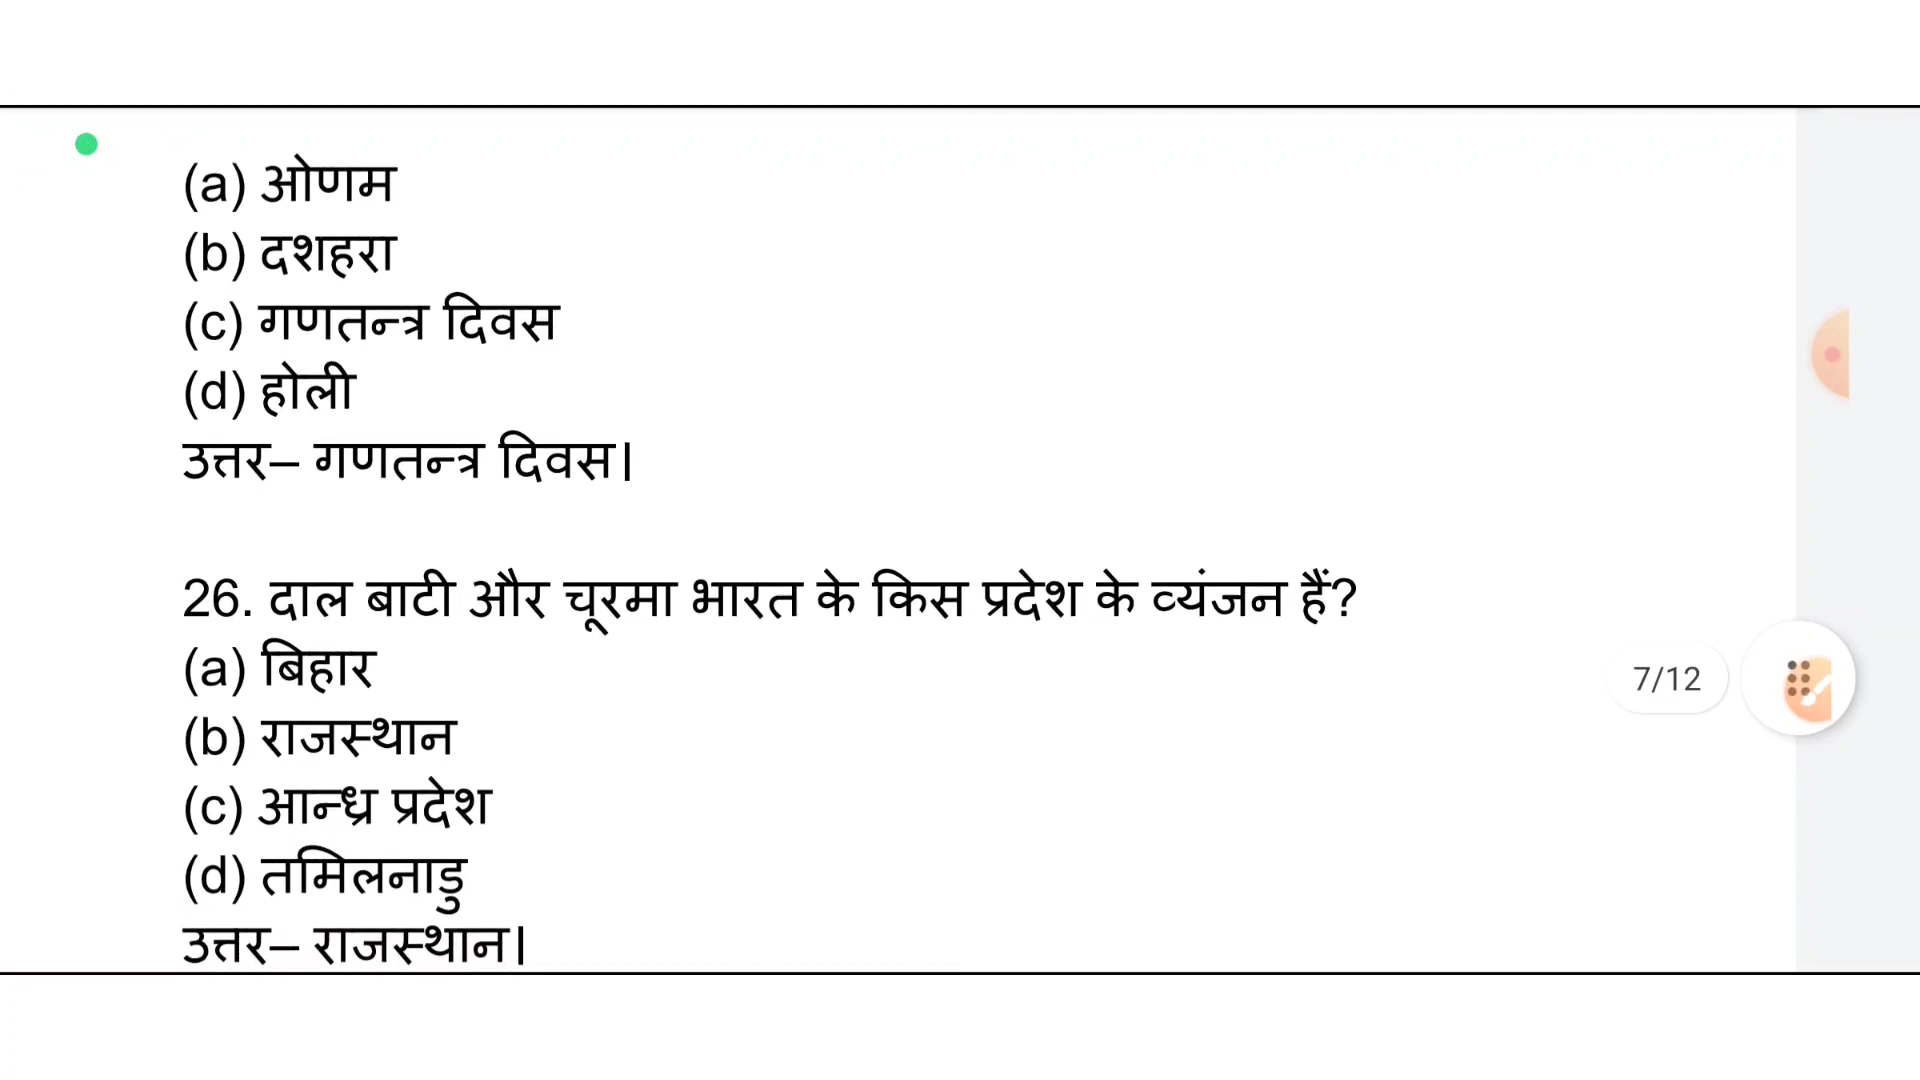 (a) ओणम
(b) दशहरा
(c) गणतन्त्र दिवस
(d) होली
उत्तर– गणतन्त्र दिवस।
26. दाल बाटी और चूरमा भारत के किस प्रदेश के व्यंजन हैं?
(a) बिहार
7/12
(b) राजस्थान
(c) आन्ध्र प्रदेश
(d) तमिलनाडु
उत्तर– राजस्थान।